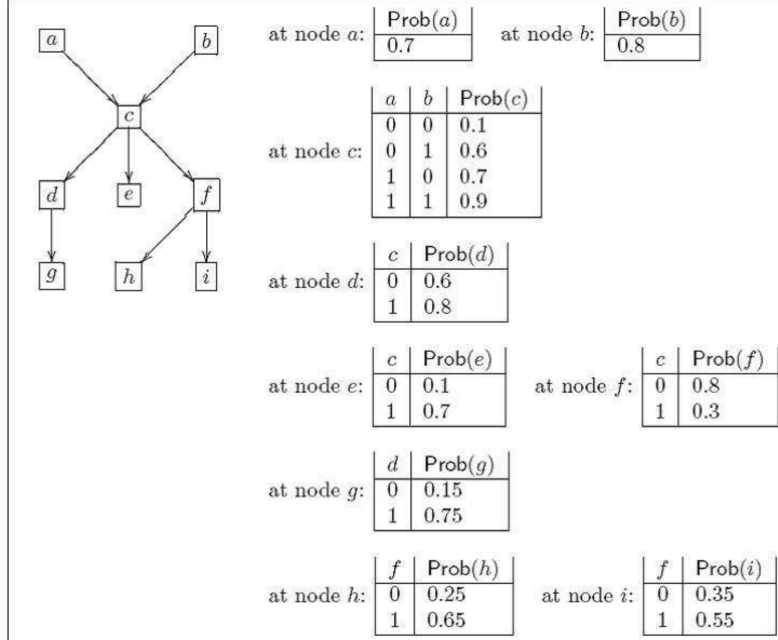 a b
c
d e f
g h i
at node a: Prob(a) at node b: Prob(b)
0.7 0.8
at node c: a b Prob(c)
0 0 0.1
0 1 0.6
1 0 0.7
1 1 0.9
at node d: c Prob(d)
0 0.6
1 0.8
at node e: c Prob(e) at node f: c Prob(f)
0 0.1 0 0.8
1 0.7 1 0.3
at node g: d Prob(g)
0 0.15
1 0.75
at node h: f Prob(h) at node i: f Prob(i)
0 0.25 0 0.35
1 0.65 1 0.55